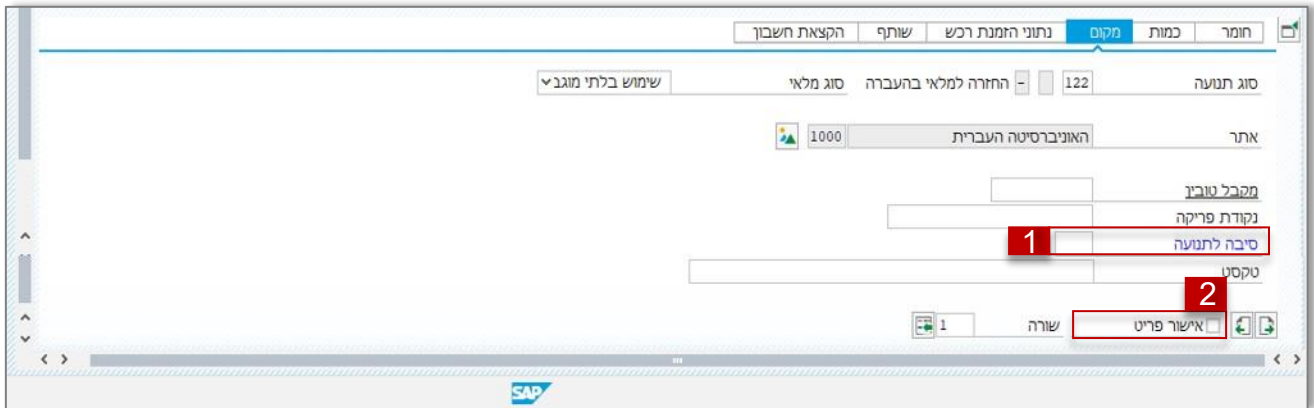 חומר כמות מקום נתוני הזמנת רכש שותף הקצאת חשבון
סוג תנועה 122 - החזרה למלאי בהעברה סוג מלאי שימוש בלתי מוגב
אתר האוניברסיטה העברית 1000
מקבל טובין
נקודת פריקה
סיבה לתנועה 1
טקסט
2
אישור פריט שורה 1
SAP